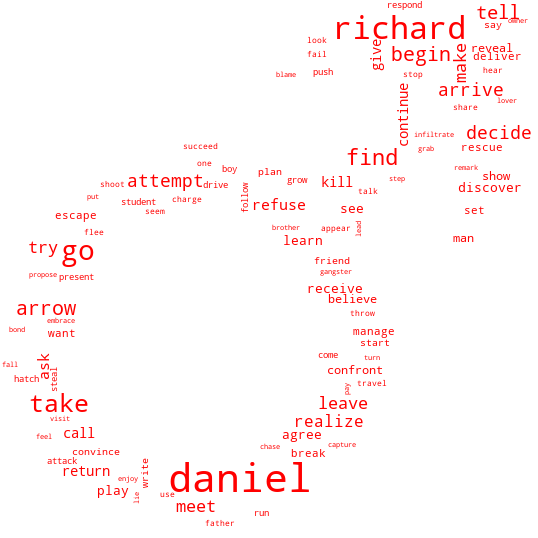 respond
owner
tell
richard
say
look
give
reveal
fail
begin
make
deliver
hear
blame
push
stop
arrive
continue
lover
share
decide
infiltrate
succeed
grab
rescue
find
one
remark
boy
plan
attempt
grow
kill
step
show
shoot
drive
talk
discover
put
follow
charge
student
refuse
see
set
seem
escape
brother
appear
lead
flee
learn
man
try
go
friend
gangster
propose
present
receive
believe
arrow
throw
embrace
bond
want
manage
start
come
turn
ask
fall
confront
steal
hatch
travel
pay
take
leave
visit
realize
call
feel
agree
capture
chase
convince
break
attack
return
write
enjoy
daniel
play
lie
use
meet
run
father